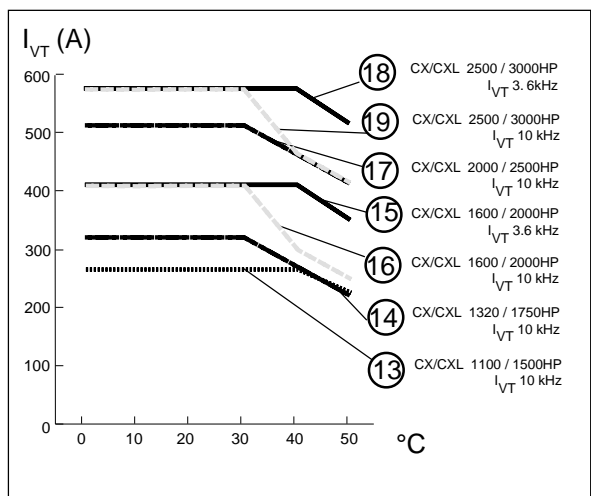 I_VT (A)
600
500
400
300
200
100
0
0 10 20 30 40 50 °C
18 CX/CXL 2500 / 3000HP
I_VT 3. 6kHz
19 CX/CXL 2500 / 3000HP
I_VT 10 kHz
17 CX/CXL 2000 / 2500HP
I_VT 10 kHz
15 CX/CXL 1600 / 2000HP
I_VT 3.6 kHz
16 CX/CXL 1600 / 2000HP
I_VT 10 kHz
14 CX/CXL 1320 / 1750HP
I_VT 10 kHz
13 CX/CXL 1100 / 1500HP
I_VT 10 kHz